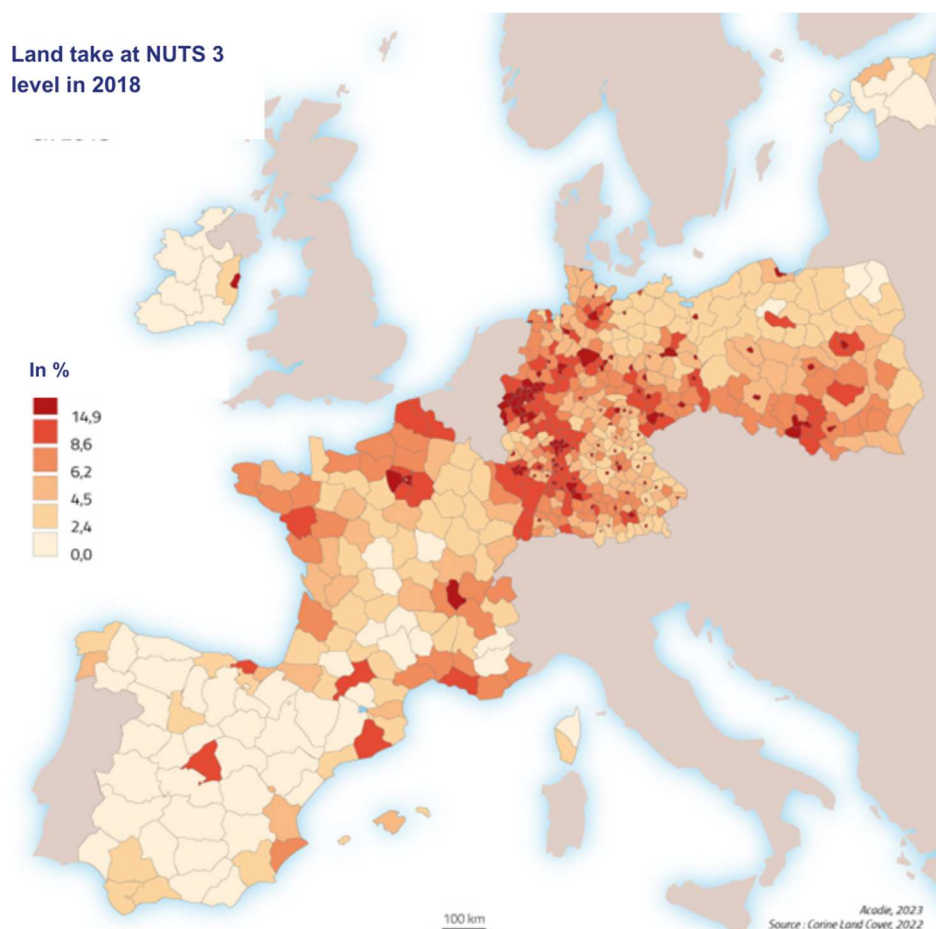 Land take at NUTS 3
level in 2018
In %
14,9
8,6
6,2
4,5
2,4
0,0
100 km
Acadie, 2023
Source : Corine Land Cover, 2022